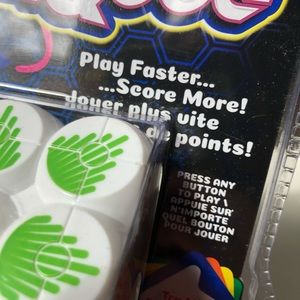 Play Faster...
...Score More!
Jouer plus vite
de points!
PRESS ANY
BUTTON
TO PLAY \
APPUIE SUR
N'IMPORTE
QUEL BOUTON
POUR JOUER